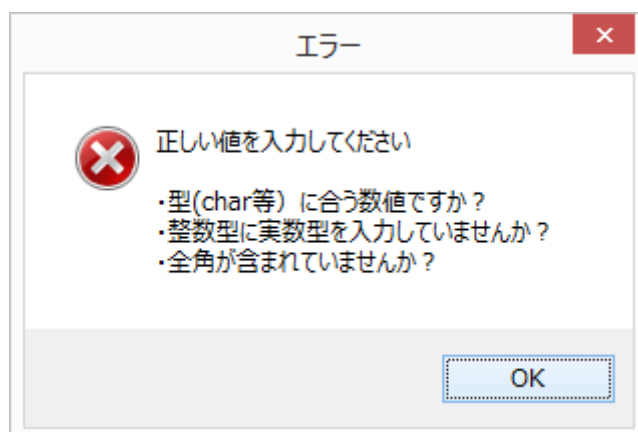 エラー
正しい値を入力してください
・型(char等）に合う数値ですか？
・整数型に実数型を入力していませんか？
・全角が含まれていませんか？
OK